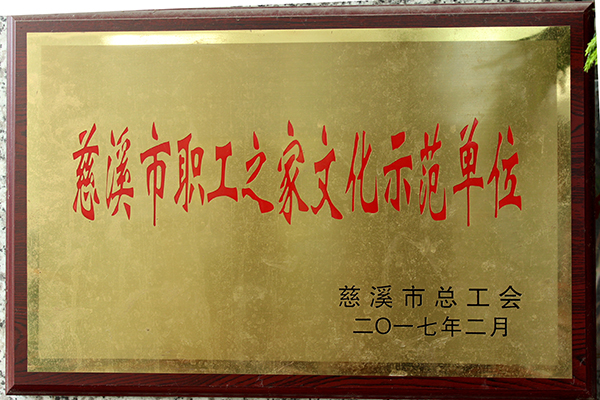 慈溪市职工之家文化示范单位
慈溪市总工会
二〇一七年二月